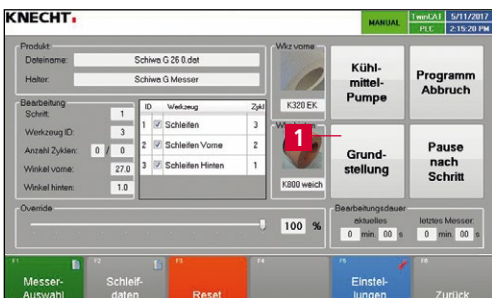 KNECHT.
MANUAL
TwinCAT
PLC
5/11/2017
2:15:20 PM
Produkt
Dateiname: Schiwa G 26 0.dat
Halter: Schiwa G Messer
Bearbeitung
Schritt: 1
Werkzeug ID: 3
Anzahl Zyklen: 0 / 0
Winkel vorne: 27.0
Winkel hinten: 1.0
ID Werkzeug Zykl
1 Schleifen 3
2 Schleifen Vorne 2
3 Schleifen Hinten 1
Wkz vorne
K320 EK
1
K800 weich
Kühl-
mittel-
Pumpe
Programm
Abbruch
Grund-
stellung
Pause
nach
Schritt
Override
100 %
Bearbeitungsdauer
aktuelles
0 min. 00 s
letztes Messer:
0 min. 00 s
F1
Messer-
Auswahl
F2
Schleif-
daten
F3
Reset
F4
F5
Einstel-
lungen
F6
Zurück